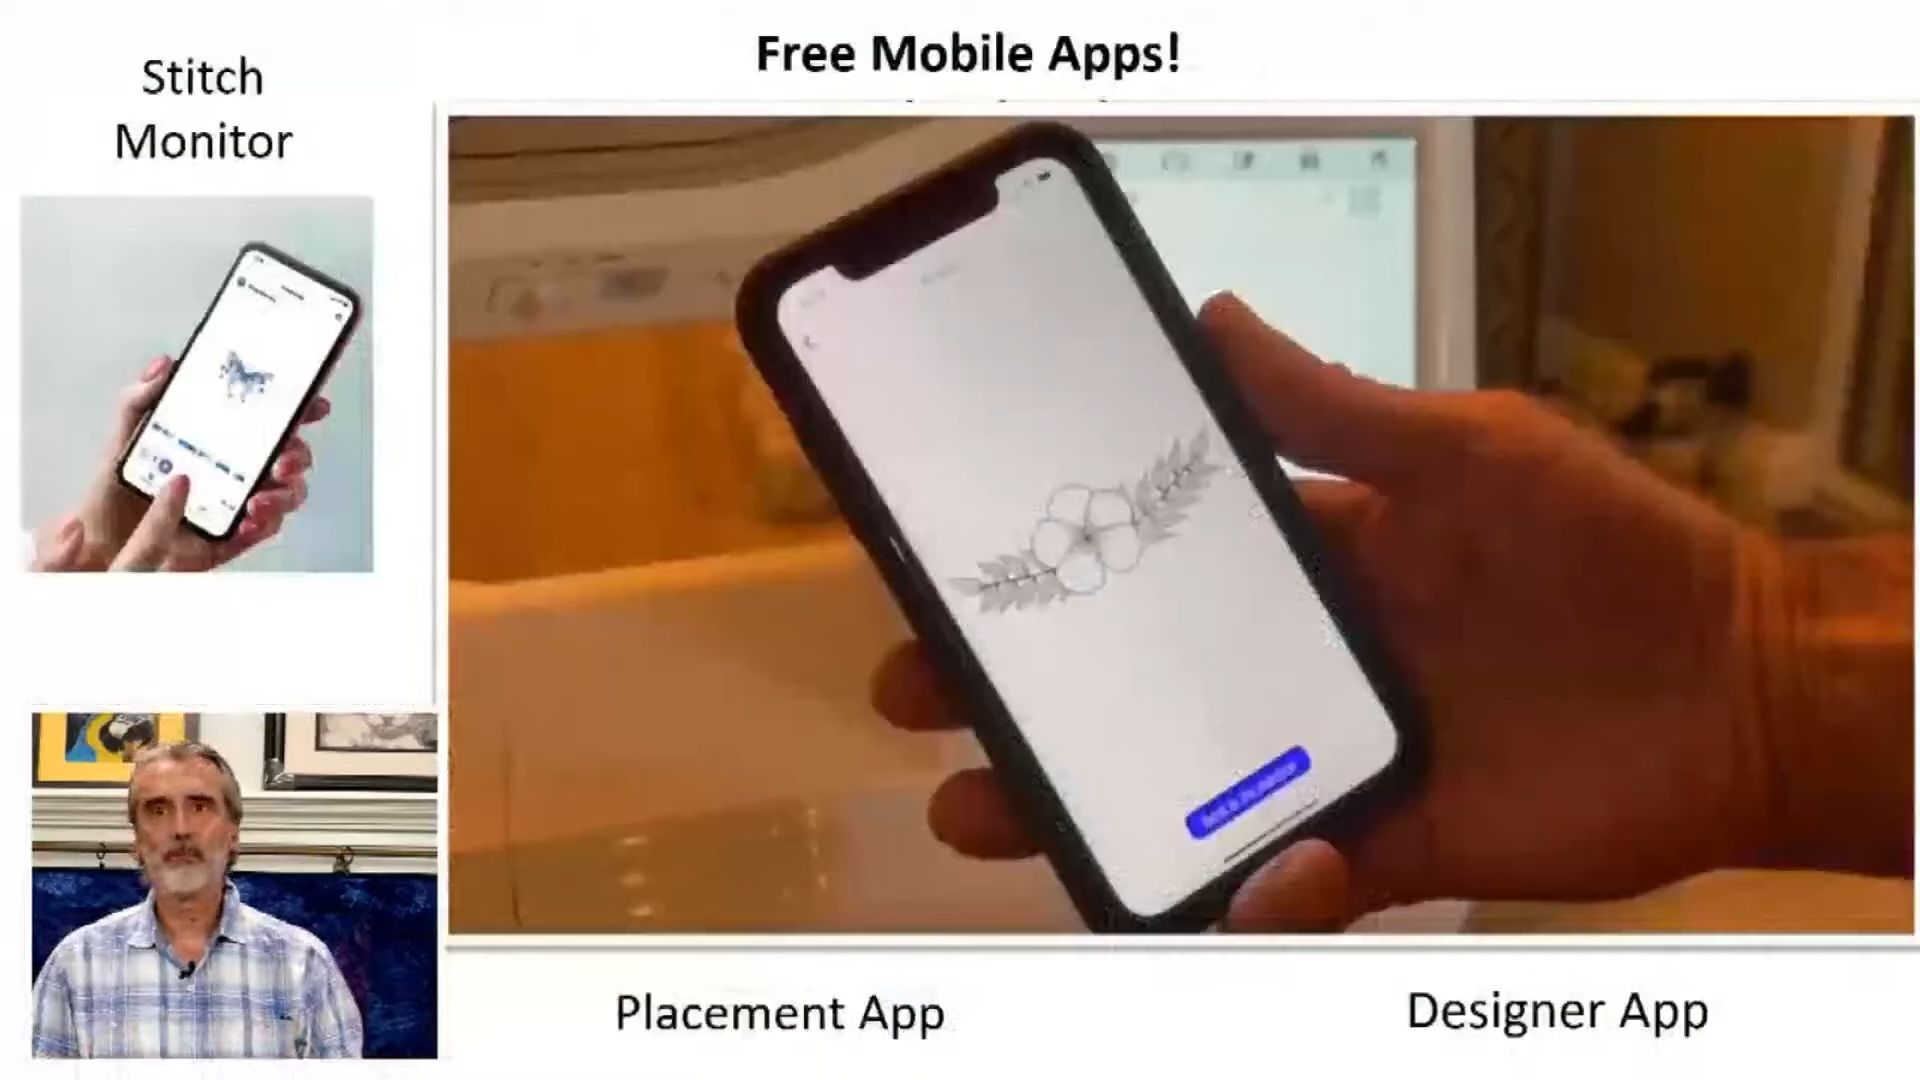 Free Mobile Apps!
Stitch
Monitor
Placement App
Designer App